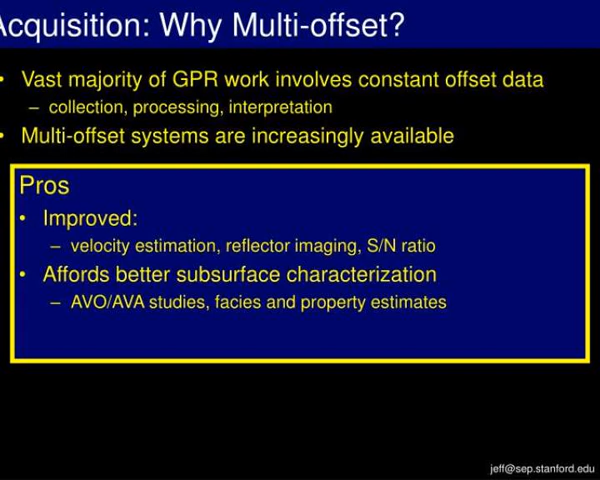 Acquisition: Why Multi-offset?
• Vast majority of GPR work involves constant offset data
– collection, processing, interpretation
• Multi-offset systems are increasingly available
Pros
• Improved:
– velocity estimation, reflector imaging, S/N ratio
• Affords better subsurface characterization
– AVO/AVA studies, facies and property estimates
jeff@sep.stanford.edu